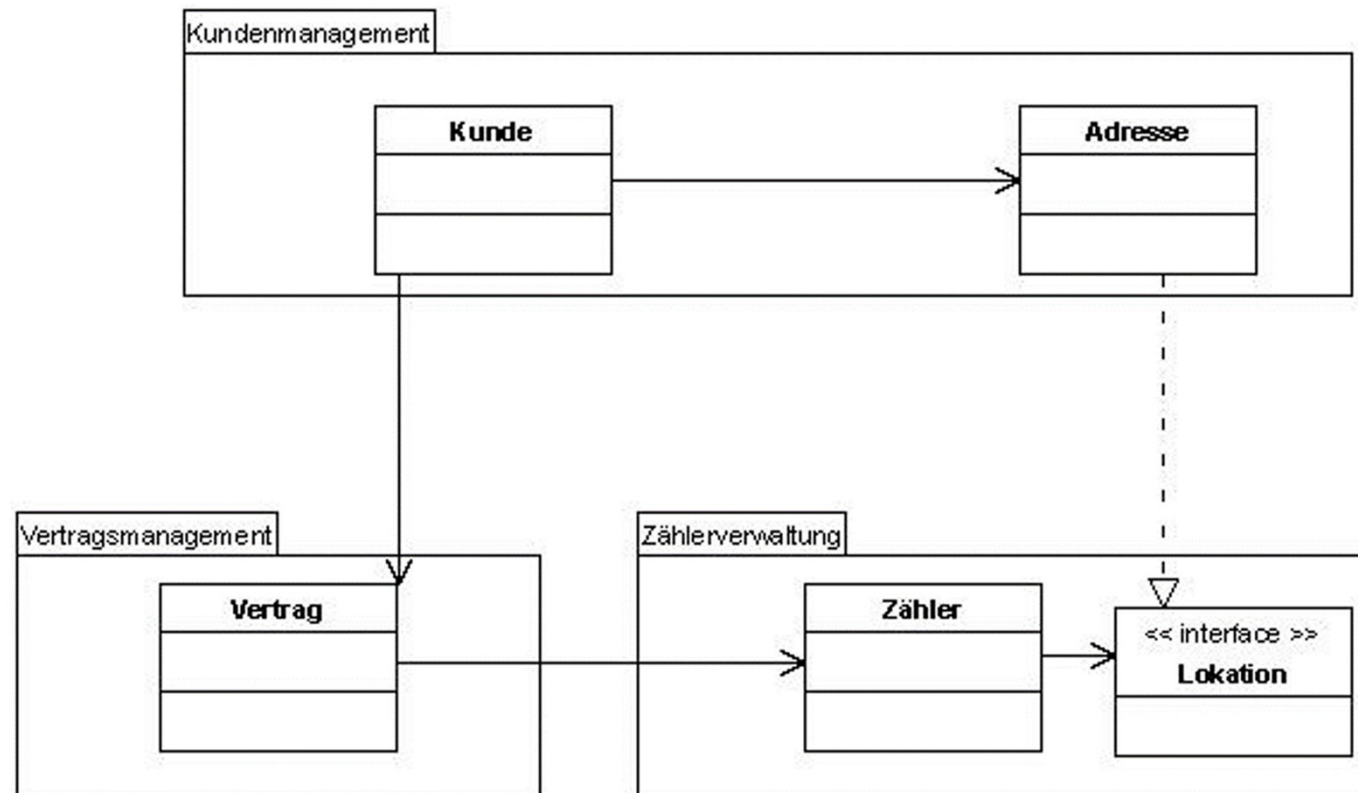 Kundenmanagement
Kunde
Adresse
Vertragsmanagement
Vertrag
Zählerverwaltung
Zähler
<< interface >>
Lokation